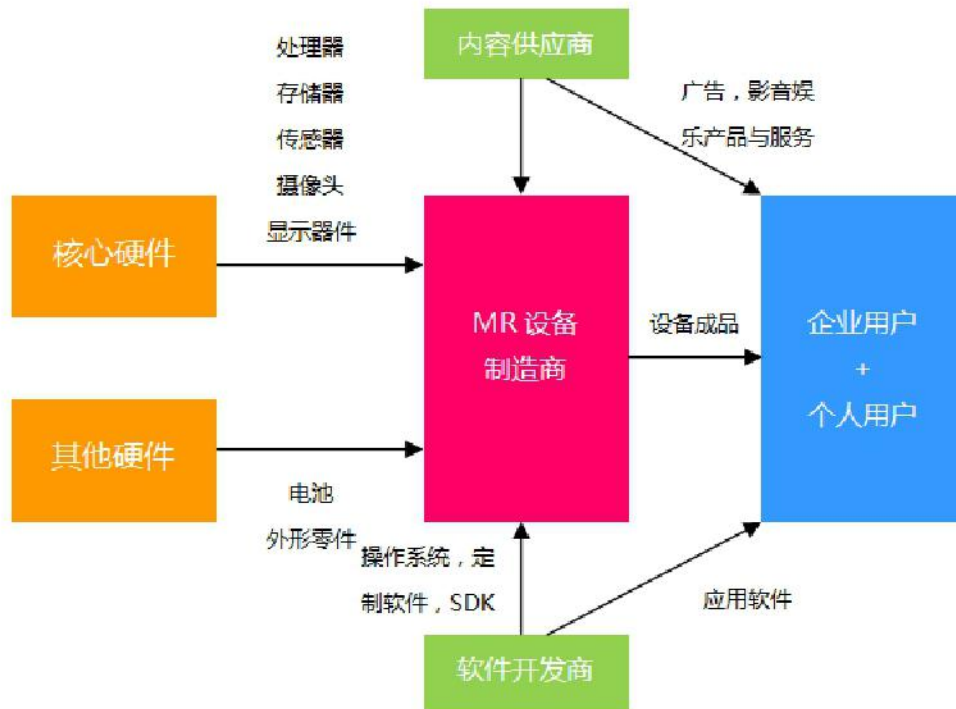 内容供应商
处理器
存储器
传感器
摄像头
显示器件
广告，影音娱
乐产品与服务
核心硬件
MR 设备
制造商
设备成品
企业用户
+
个人用户
其他硬件
电池
外形零件
操作系统，定
制软件，SDK
应用软件
软件开发商